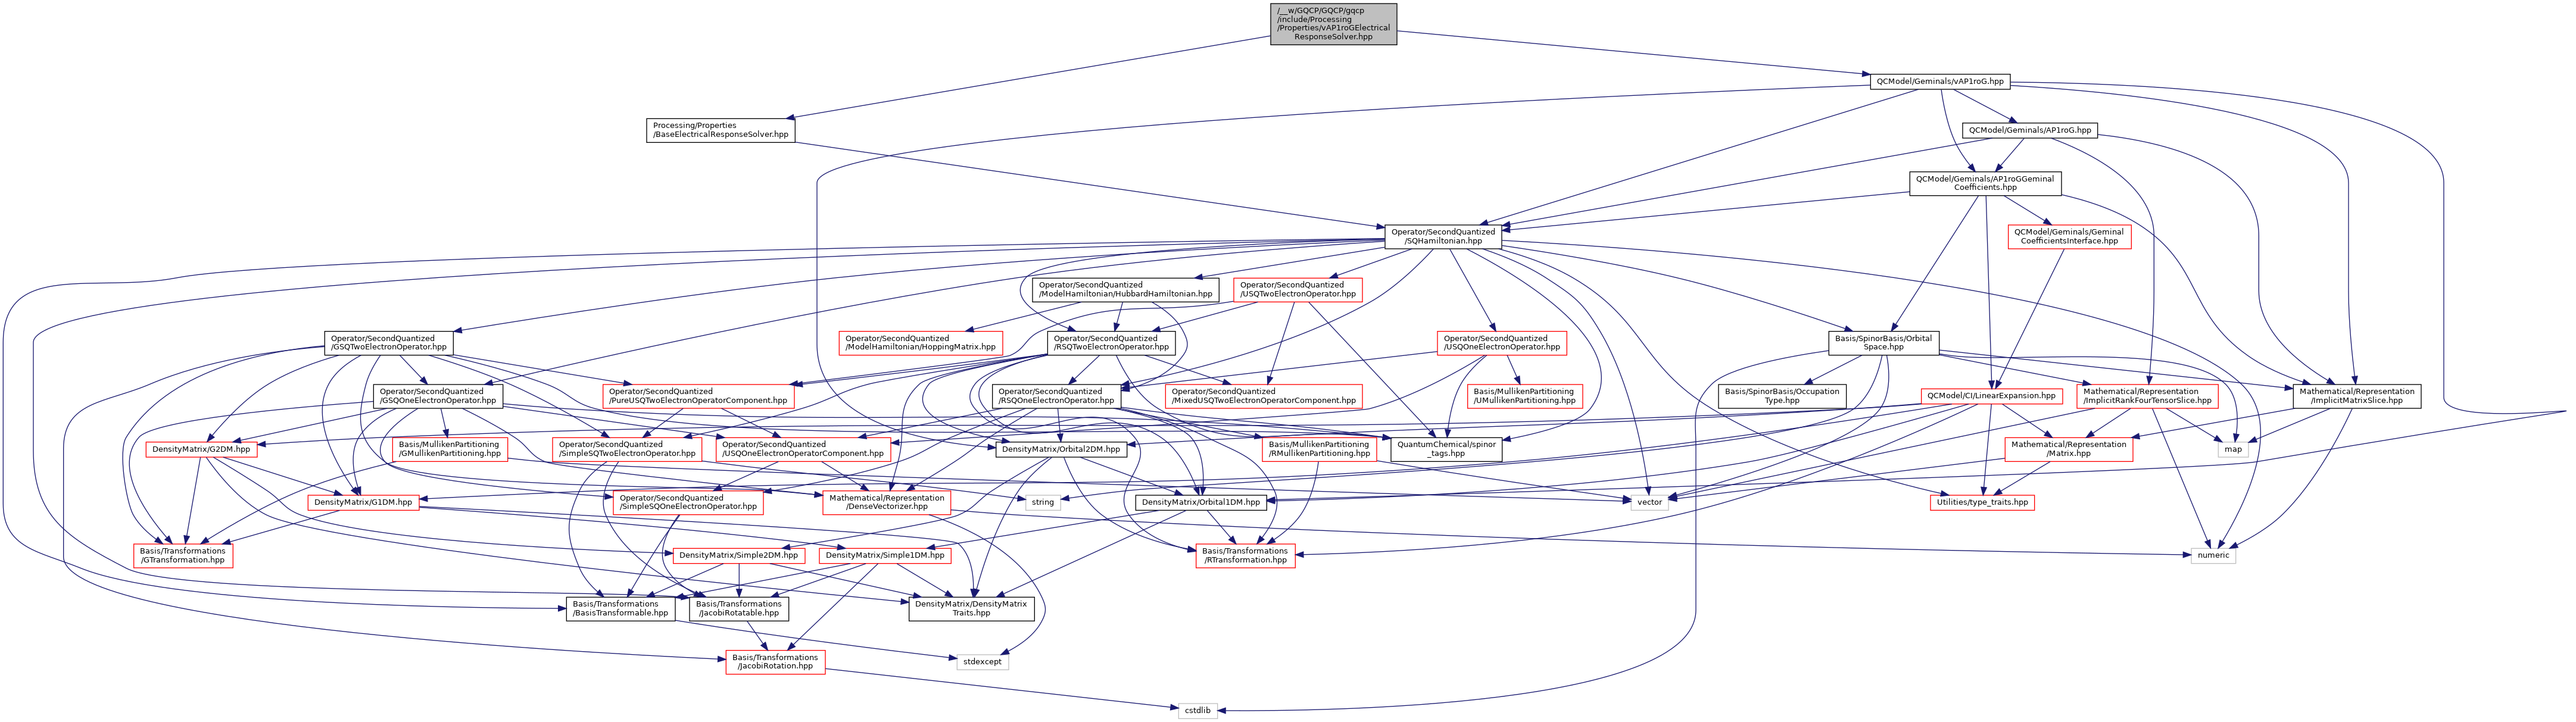 /__w/GQCP/GQCP/gqcp
/include/Processing
/Properties/vAP1roGElectrical
ResponseSolver.hpp
QCModel/Geminals/vAP1roG.hpp
Processing/Properties
/BaseElectricalResponseSolver.hpp
QCModel/Geminals/AP1roG.hpp
QCModel/Geminals/AP1roGGeminal
Coefficients.hpp
Operator/SecondQuantized
/SQHamiltonian.hpp
QCModel/Geminals/Geminal
CoefficientsInterface.hpp
Operator/SecondQuantized
/ModelHamiltonian/HubbardHamiltonian.hpp
Operator/SecondQuantized
/USQTwoElectronOperator.hpp
Operator/SecondQuantized
/GSQTwoElectronOperator.hpp
Operator/SecondQuantized
/ModelHamiltonian/HoppingMatrix.hpp
Operator/SecondQuantized
/RSQTwoElectronOperator.hpp
Operator/SecondQuantized
/USQOneElectronOperator.hpp
Basis/SpinorBasis/Orbital
Space.hpp
Operator/SecondQuantized
/GSQOneElectronOperator.hpp
Operator/SecondQuantized
/PureUSQTwoElectronOperatorComponent.hpp
Operator/SecondQuantized
/RSQOneElectronOperator.hpp
Operator/SecondQuantized
/MixedUSQTwoElectronOperatorComponent.hpp
Basis/MullikenPartitioning
/UMullikenPartitioning.hpp
Basis/SpinorBasis/Occupation
Type.hpp
QCModel/CI/LinearExpansion.hpp
Mathematical/Representation
/ImplicitRankFourTensorSlice.hpp
Mathematical/Representation
/ImplicitMatrixSlice.hpp
DensityMatrix/G2DM.hpp
Basis/MullikenPartitioning
/GMullikenPartitioning.hpp
Operator/SecondQuantized
/SimpleSQTwoElectronOperator.hpp
Operator/SecondQuantized
/USQOneElectronOperatorComponent.hpp
DensityMatrix/Orbital2DM.hpp
Basis/MullikenPartitioning
/RMullikenPartitioning.hpp
QuantumChemical/spinor
_tags.hpp
Mathematical/Representation
/Matrix.hpp
map
DensityMatrix/G1DM.hpp
Operator/SecondQuantized
/SimpleSQOneElectronOperator.hpp
Mathematical/Representation
/DenseVectorizer.hpp
string
DensityMatrix/Orbital1DM.hpp
vector
Utilities/type_traits.hpp
Basis/Transformations
/GTransformation.hpp
DensityMatrix/Simple2DM.hpp
DensityMatrix/Simple1DM.hpp
Basis/Transformations
/RTransformation.hpp
numeric
Basis/Transformations
/BasisTransformable.hpp
Basis/Transformations
/JacobiRotatable.hpp
DensityMatrix/DensityMatrix
Traits.hpp
Basis/Transformations
/JacobiRotation.hpp
stdexcept
cstdlib